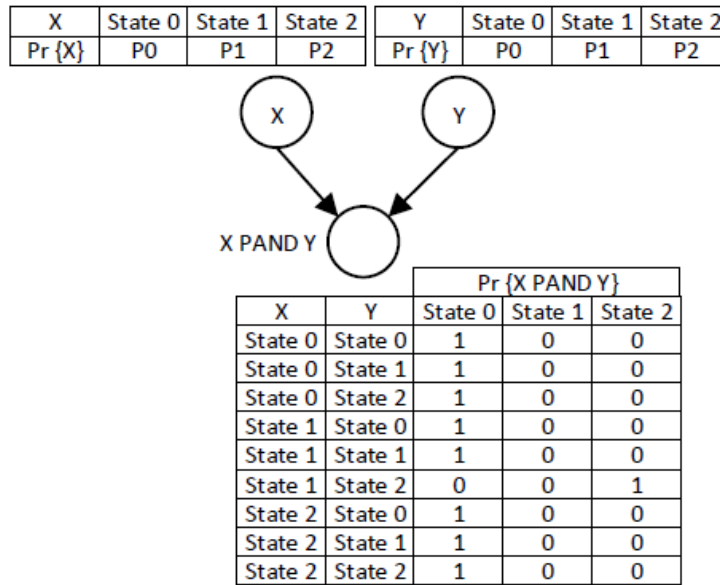 X State 0 State 1 State 2 Y State 0 State 1 State 2
Pr {X} P0 P1 P2 Pr {Y} P0 P1 P2
X Y
X PAND Y
Pr {X PAND Y}
X Y State 0 State 1 State 2
State 0 State 0 1 0 0
State 0 State 1 1 0 0
State 0 State 2 1 0 0
State 1 State 0 1 0 0
State 1 State 1 1 0 0
State 1 State 2 0 0 1
State 2 State 0 1 0 0
State 2 State 1 1 0 0
State 2 State 2 1 0 0